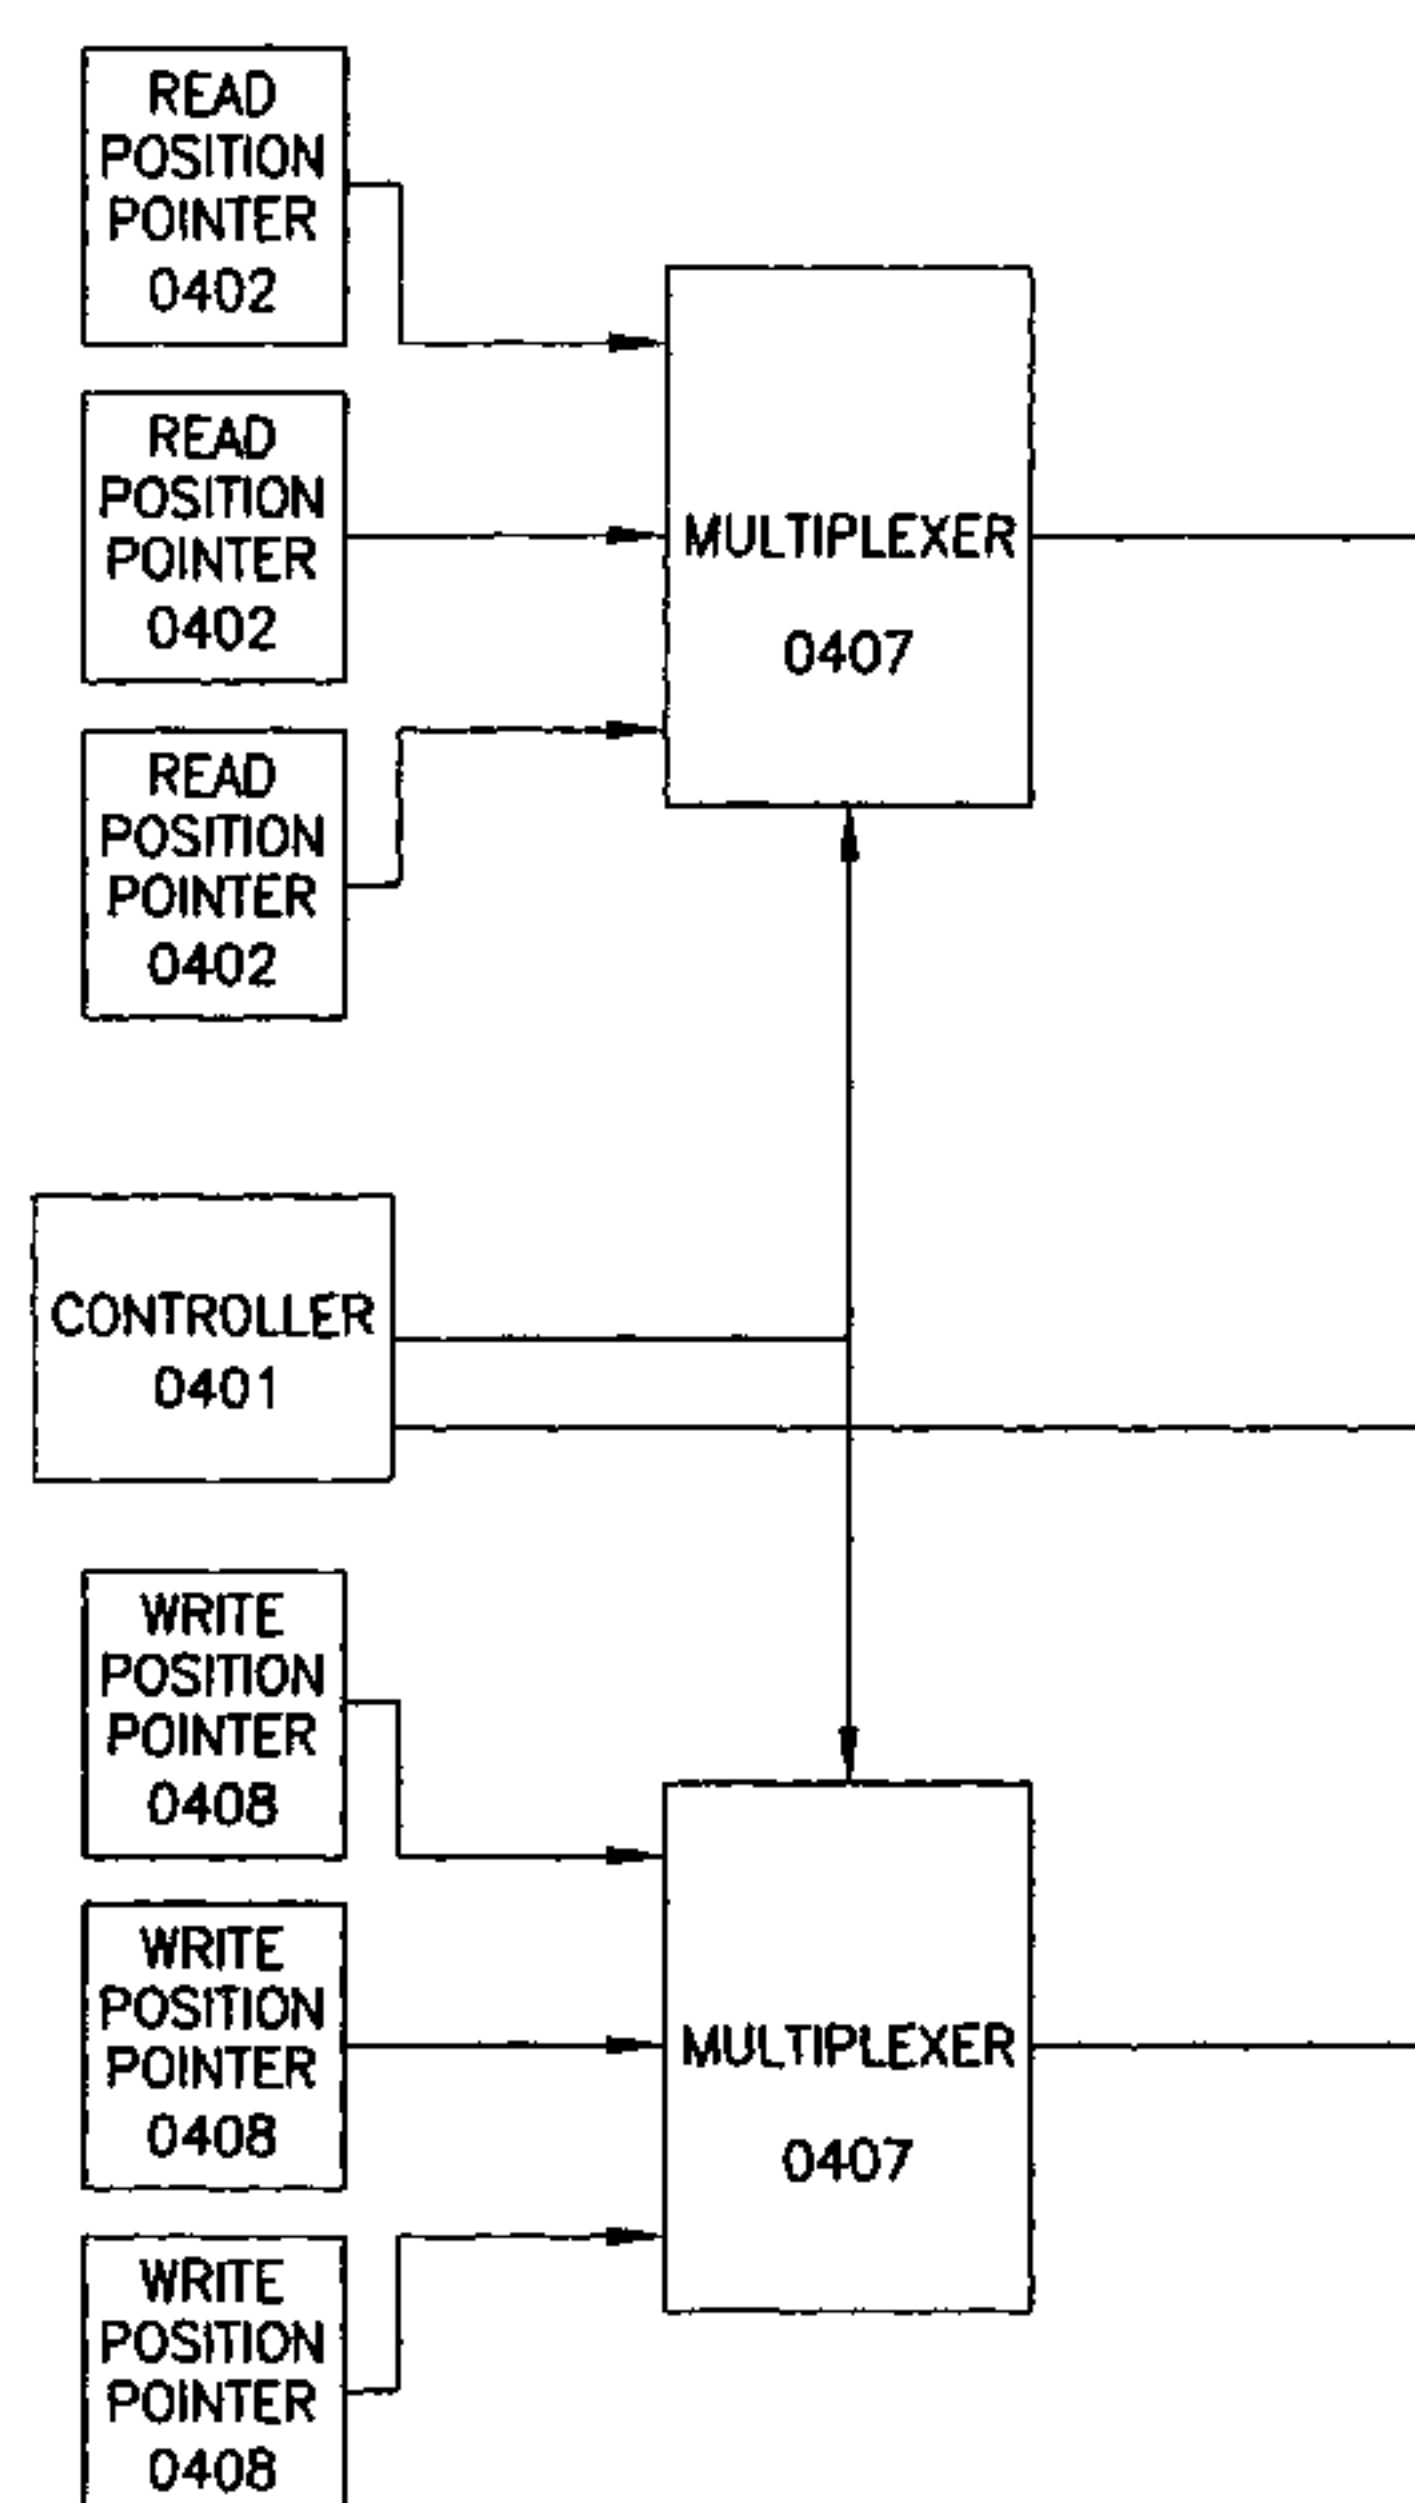 READ
POSITION
POINTER
0402
READ
POSITION
POINTER
0402
MULTIPLEXER
0407
READ
POSITION
POINTER
0402
CONTROLLER
0401
WRITE
POSITION
POINTER
0408
WRITE
POSITION
POINTER
0408
MULTIPLEXER
0407
WRITE
POSITION
POINTER
0408